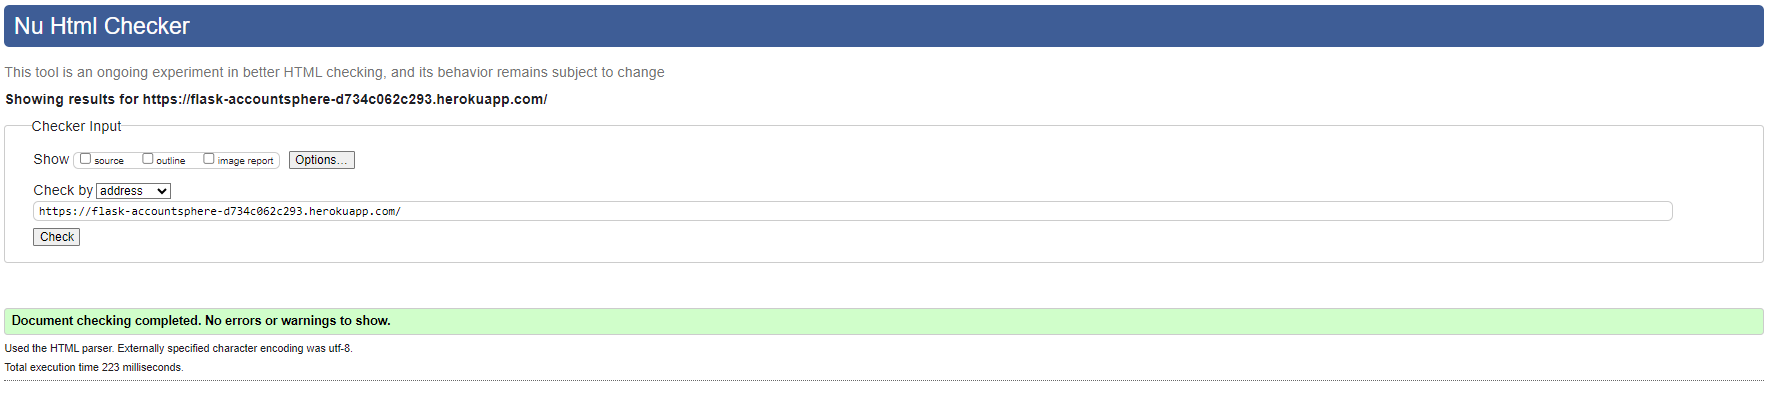 Nu Html Checker
This tool is an ongoing experiment in better HTML checking, and its behavior remains subject to change
Showing results for https://flask-accountsphere-d734c062c293.herokuapp.com/
Checker Input
Show source outline image report Options...
Check by address
https://flask-accountsphere-d734c062c293.herokuapp.com/
Check
Document checking completed. No errors or warnings to show.
Used the HTML parser. Externally specified character encoding was utf-8.
Total execution time 223 milliseconds.